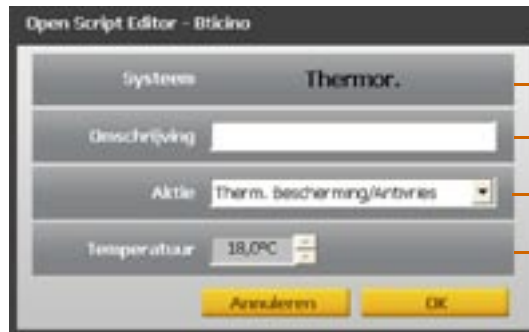 Open Script Editor - Bticino
Systeem Thermor.
Omschrijving
Aktie Therm. bescherming/Antivries
Temperatuur 18,0°C
Annuleren OK